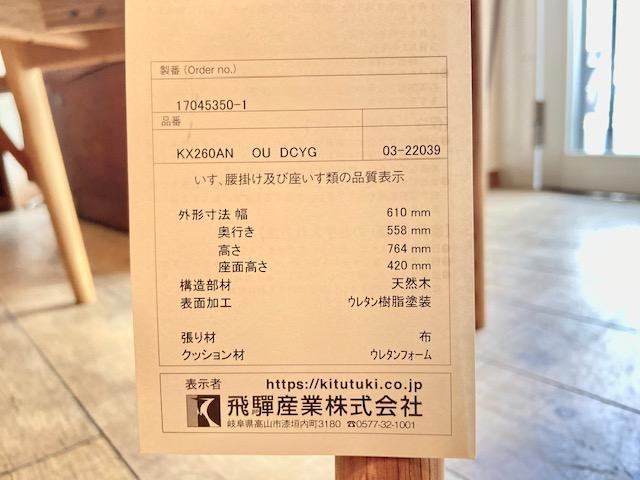 製番 (Order no.)
17045350-1
品番
KX260AN OU DCYG 03-22039
いす、腰掛け及び座いす類の品質表示
外形寸法 幅 610 mm
奥行き 558 mm
高さ 764 mm
座面高さ 420 mm
構造部材 天然木
表面加工 ウレタン樹脂塗装
張り材 布
クッション材 ウレタンフォーム
表示者 https://kitutuki.co.jp
飛驒産業株式会社
岐阜県高山市漆垣内町3180 ☎0577-32-1001